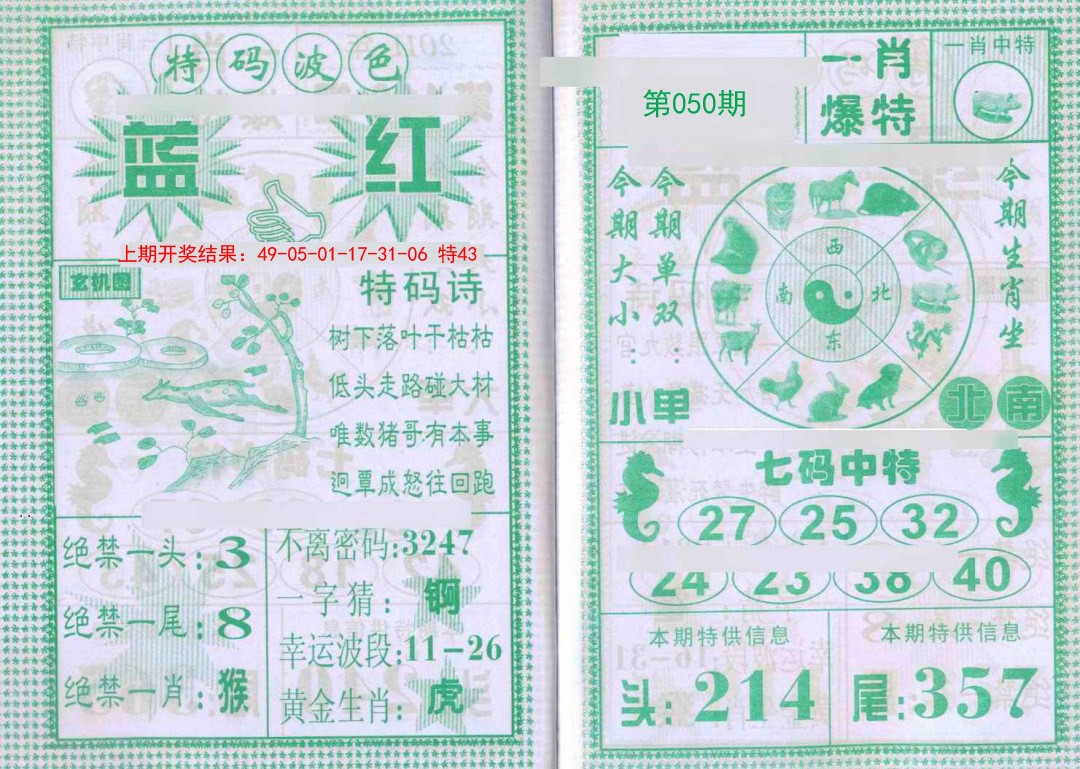 特码波色
蓝 红
上期开奖结果：49-05-01-17-31-06 特43
玄机图
特码诗
树下落叶干枯枯
低头走路碰大材
唯数猪哥有本事
迥覃成怒往回跑
绝禁一头:3
绝禁一尾:8
绝禁一肖:猴
不离密码:3247
一字猜：锕
幸运波段:11-26
黄金生肖:虎
第050期
一肖
爆特
一肖中特
今期大小：小
今期单双：单
西
南 北
东
今期生肖坐
北 南
七码中特
27 25 32
24 23 38 40
本期特供信息
头:214
本期特供信息
尾:357